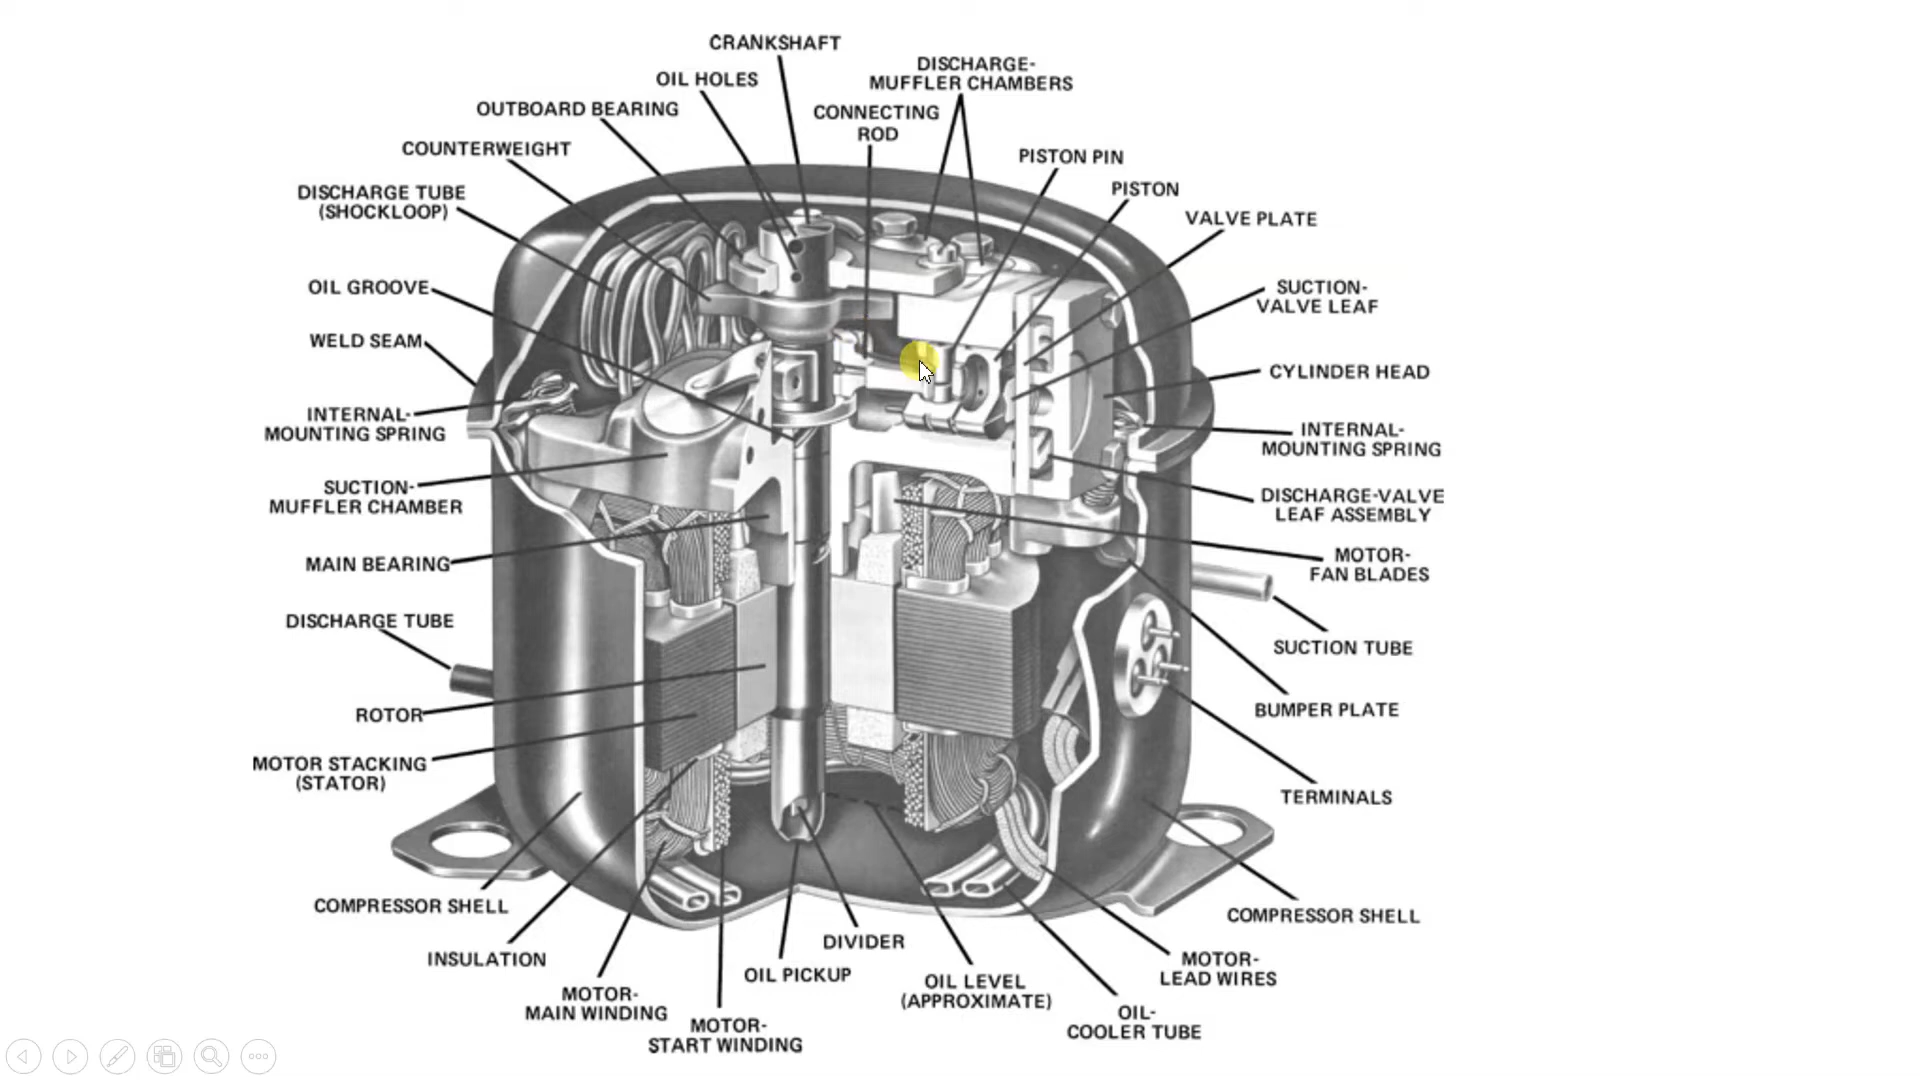 CRANKSHAFT
OIL HOLES
OUTBOARD BEARING
COUNTERWEIGHT
DISCHARGE TUBE
(SHOCKLOOP)
OIL GROOVE
WELD SEAM
INTERNAL-
MOUNTING SPRING
SUCTION-
MUFFLER CHAMBER
MAIN BEARING
DISCHARGE TUBE
ROTOR
MOTOR STACKING
(STATOR)
COMPRESSOR SHELL
INSULATION
MOTOR-
MAIN WINDING
MOTOR-
START WINDING
OIL PICKUP
DIVIDER
OIL LEVEL
(APPROXIMATE)
OIL-
COOLER TUBE
MOTOR-
LEAD WIRES
COMPRESSOR SHELL
TERMINALS
BUMPER PLATE
SUCTION TUBE
MOTOR-
FAN BLADES
DISCHARGE-VALVE
LEAF ASSEMBLY
INTERNAL-
MOUNTING SPRING
CYLINDER HEAD
SUCTION-
VALVE LEAF
VALVE PLATE
PISTON
PISTON PIN
DISCHARGE-
MUFFLER CHAMBERS
CONNECTING
ROD